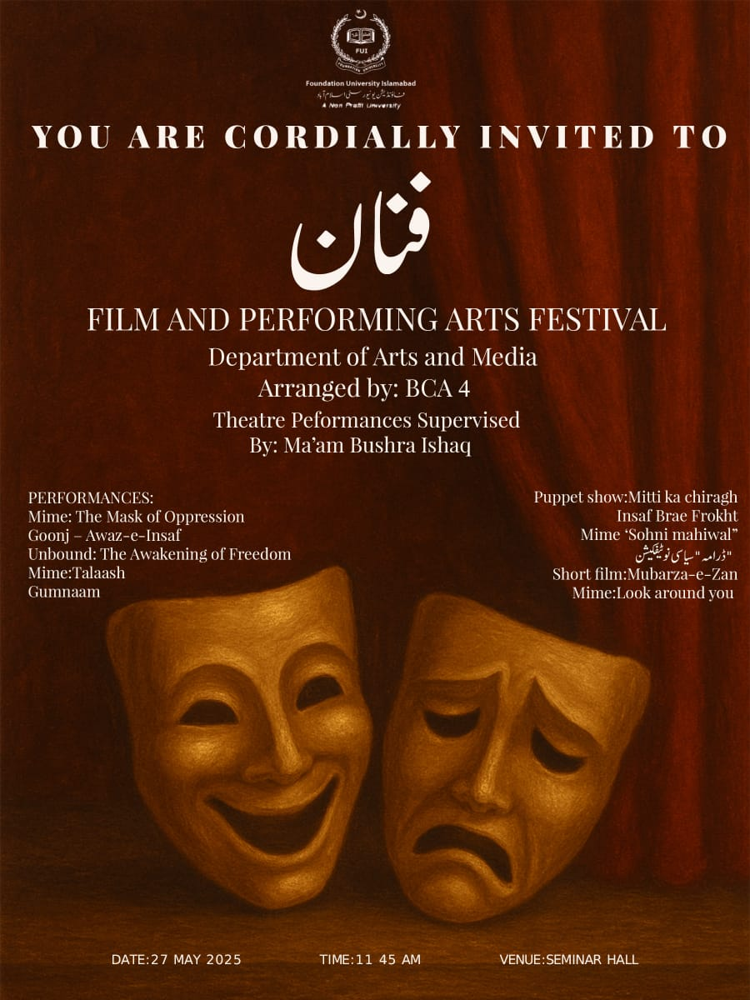 FUI
FOUNDATION UNIVERSITY
Foundation University Islamabad
فاؤنڈیشن یونیورسٹی اسلام آباد
A Non Profit University
YOU ARE CORDIALLY INVITED TO
فنان
FILM AND PERFORMING ARTS FESTIVAL
Department of Arts and Media
Arranged by: BCA 4
Theatre Peformances Supervised
By: Ma’am Bushra Ishaq
PERFORMANCES:
Mime: The Mask of Oppression
Goonj – Awaz-e-Insaf
Unbound: The Awakening of Freedom
Mime:Talaash
Gumnaam
Puppet show:Mitti ka chiragh
Insaf Brae Frokht
Mime ‘Sohni mahiwal”
"ڈرامہ "سیاسی نوٹیفکیشن
Short film:Mubarza-e-Zan
Mime:Look around you
DATE:27 MAY 2025
TIME:11 45 AM
VENUE:SEMINAR HALL